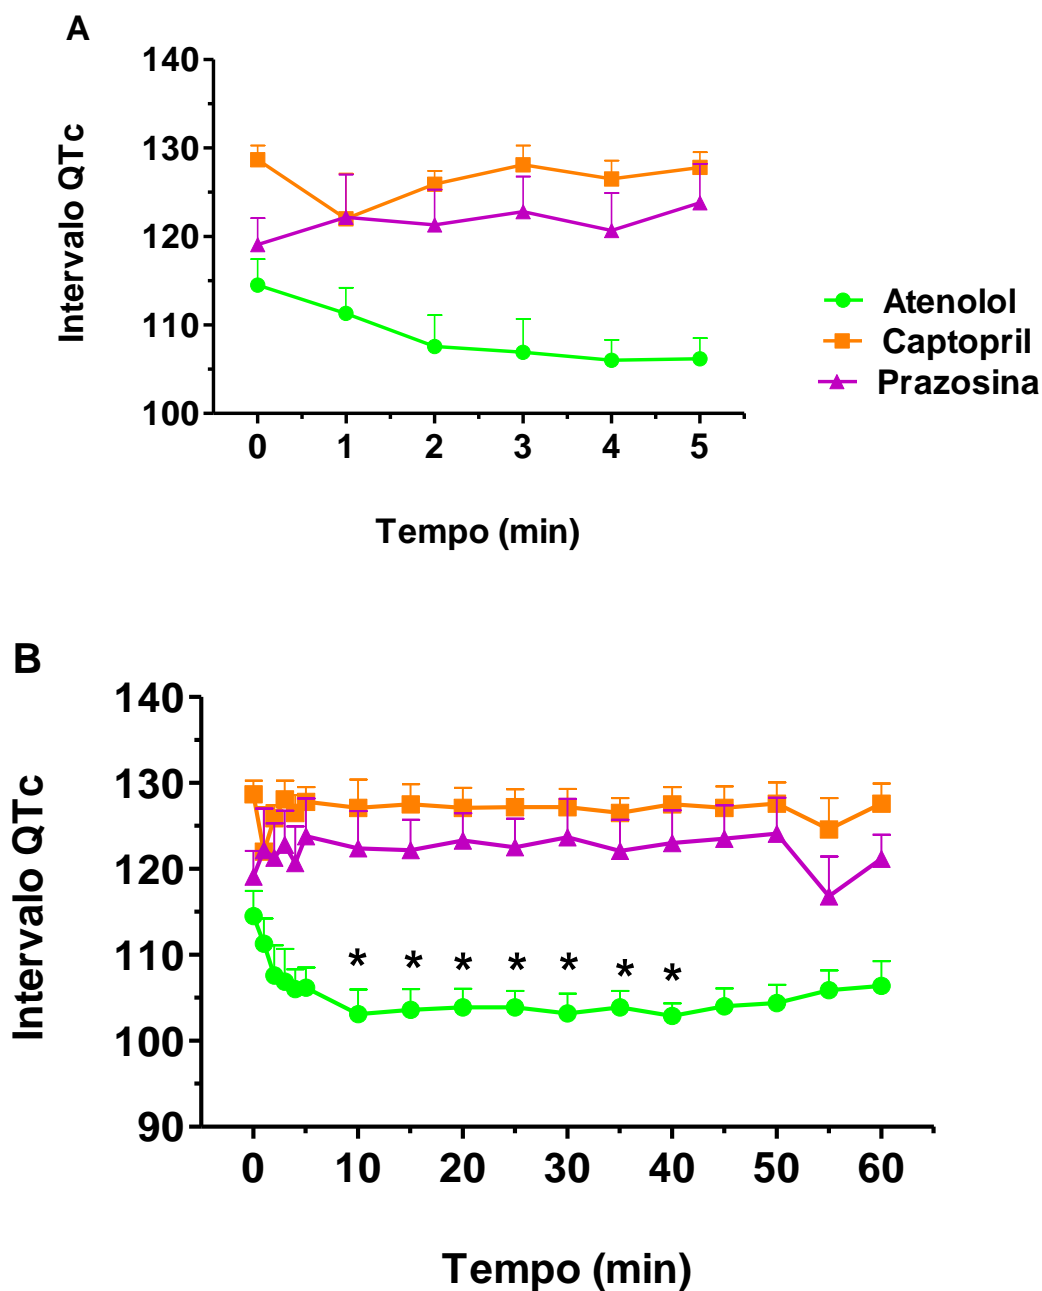 A
140
130
120
110
100
Intervalo QTc
0 1 2 3 4 5
Tempo (min)
Atenolol
Captopril
Prazosina
B
140
130
120
110
100
90
Intervalo QTc
* * * * * * *
0 10 20 30 40 50 60
Tempo (min)